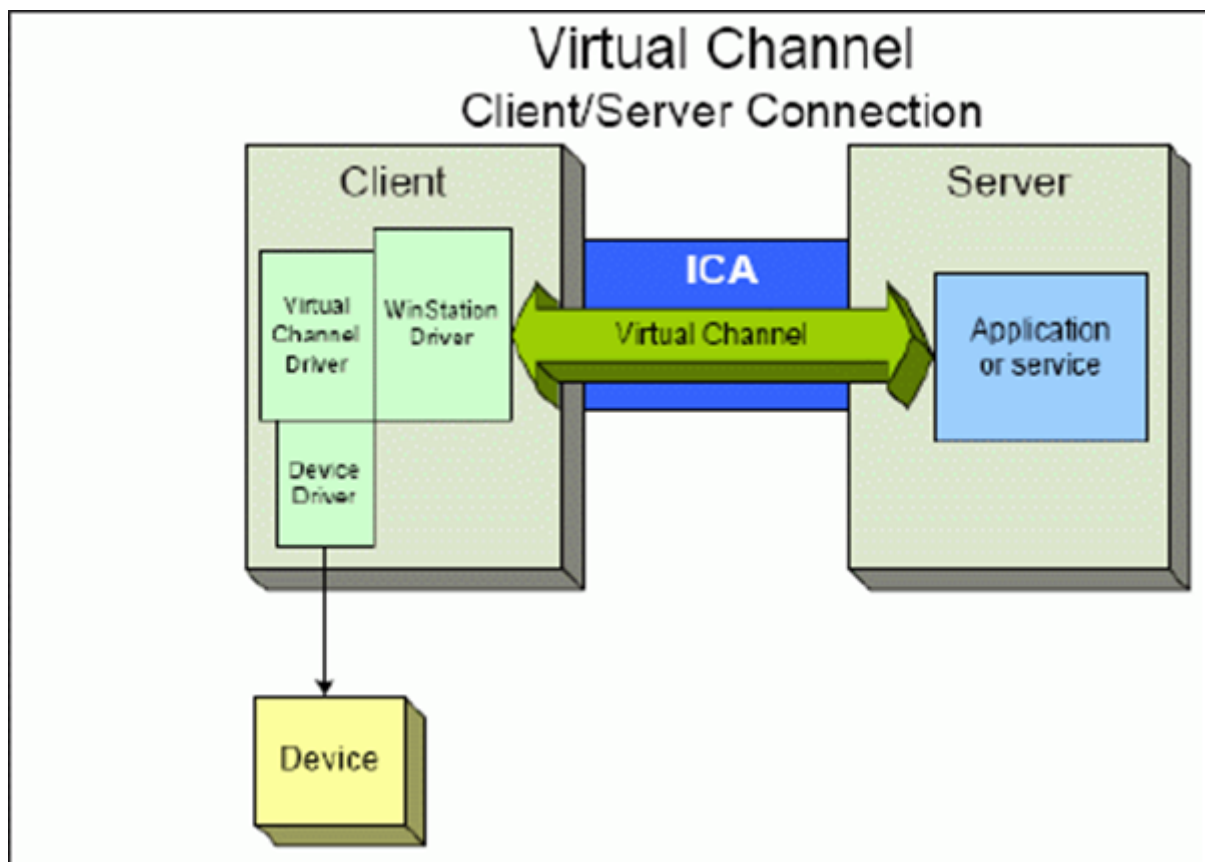 Virtual Channel
Client/Server Connection
Client
Server
Virtual
Channel
Driver
WinStation
Driver
ICA
Virtual Channel
Application
or service
Device
Driver
Device